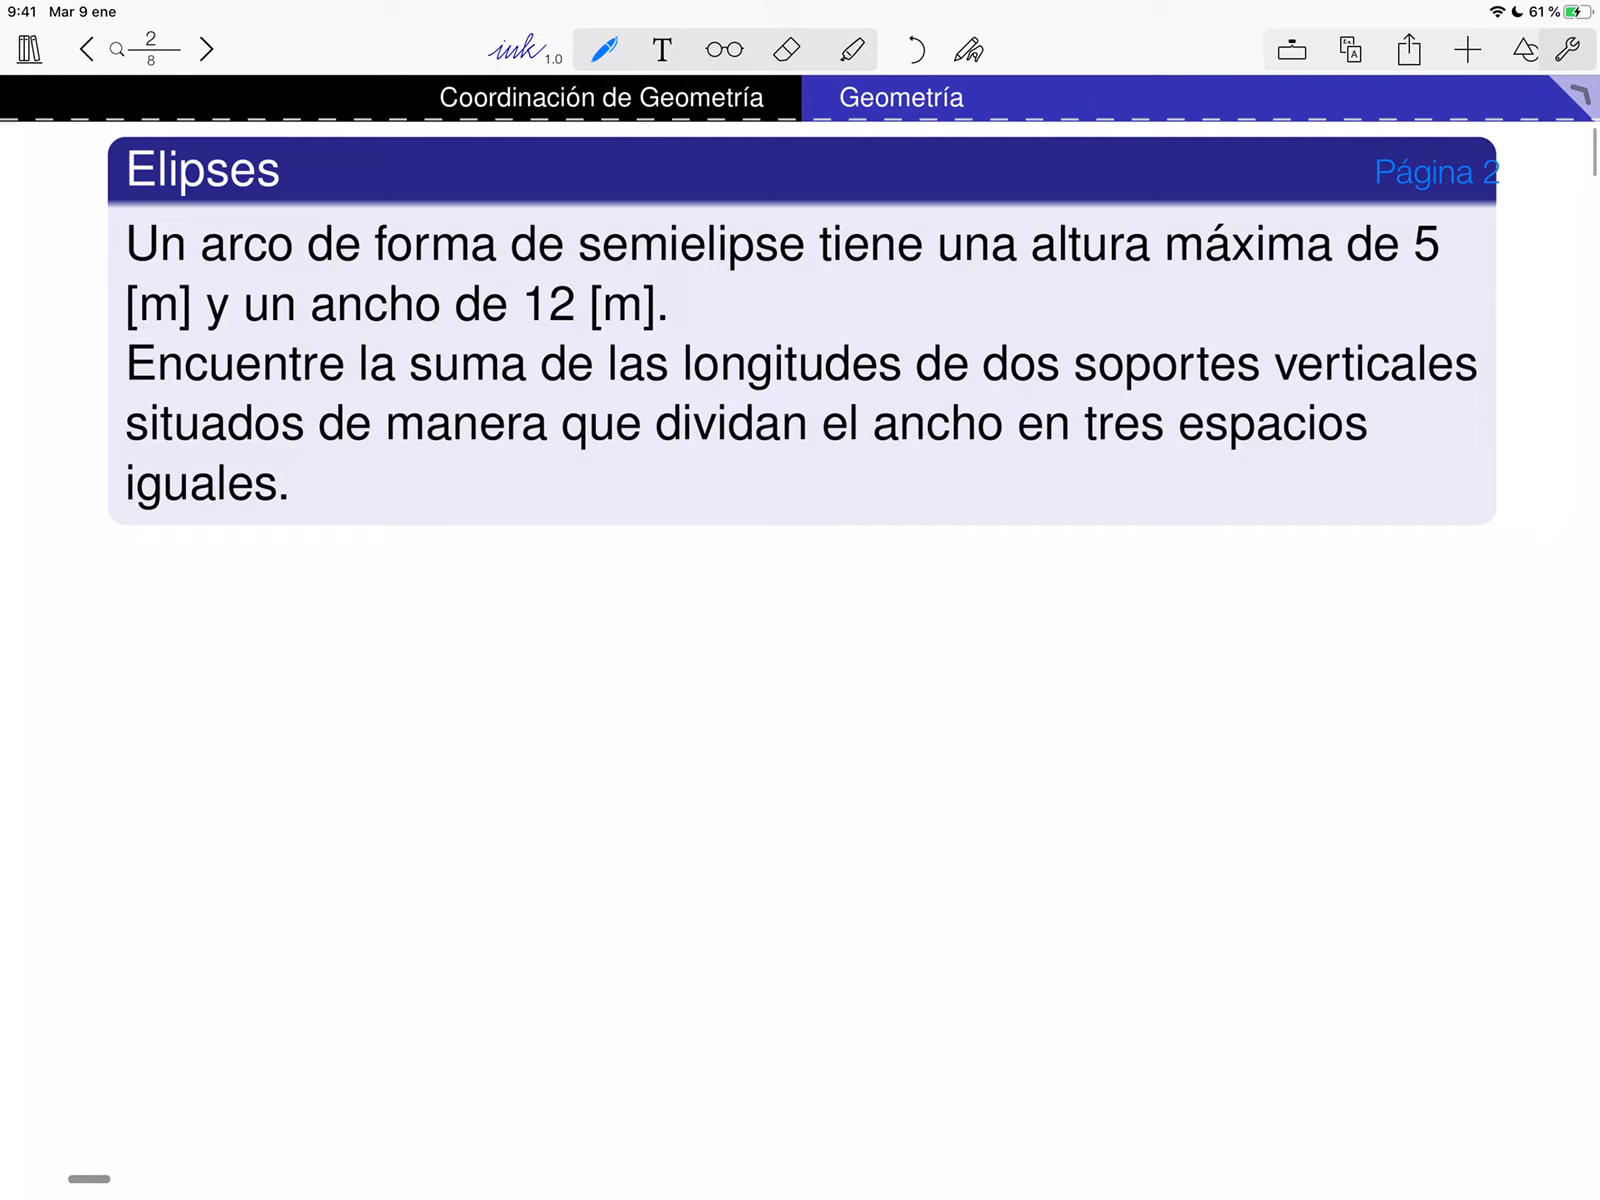 9:41 Mar 9 ene 61 %
2
8
ink 1.0 T
Coordinación de Geometría Geometría
Elipses Página 2
Un arco de forma de semielipse tiene una altura máxima de 5
[m] y un ancho de 12 [m].
Encuentre la suma de las longitudes de dos soportes verticales
situados de manera que dividan el ancho en tres espacios
iguales.